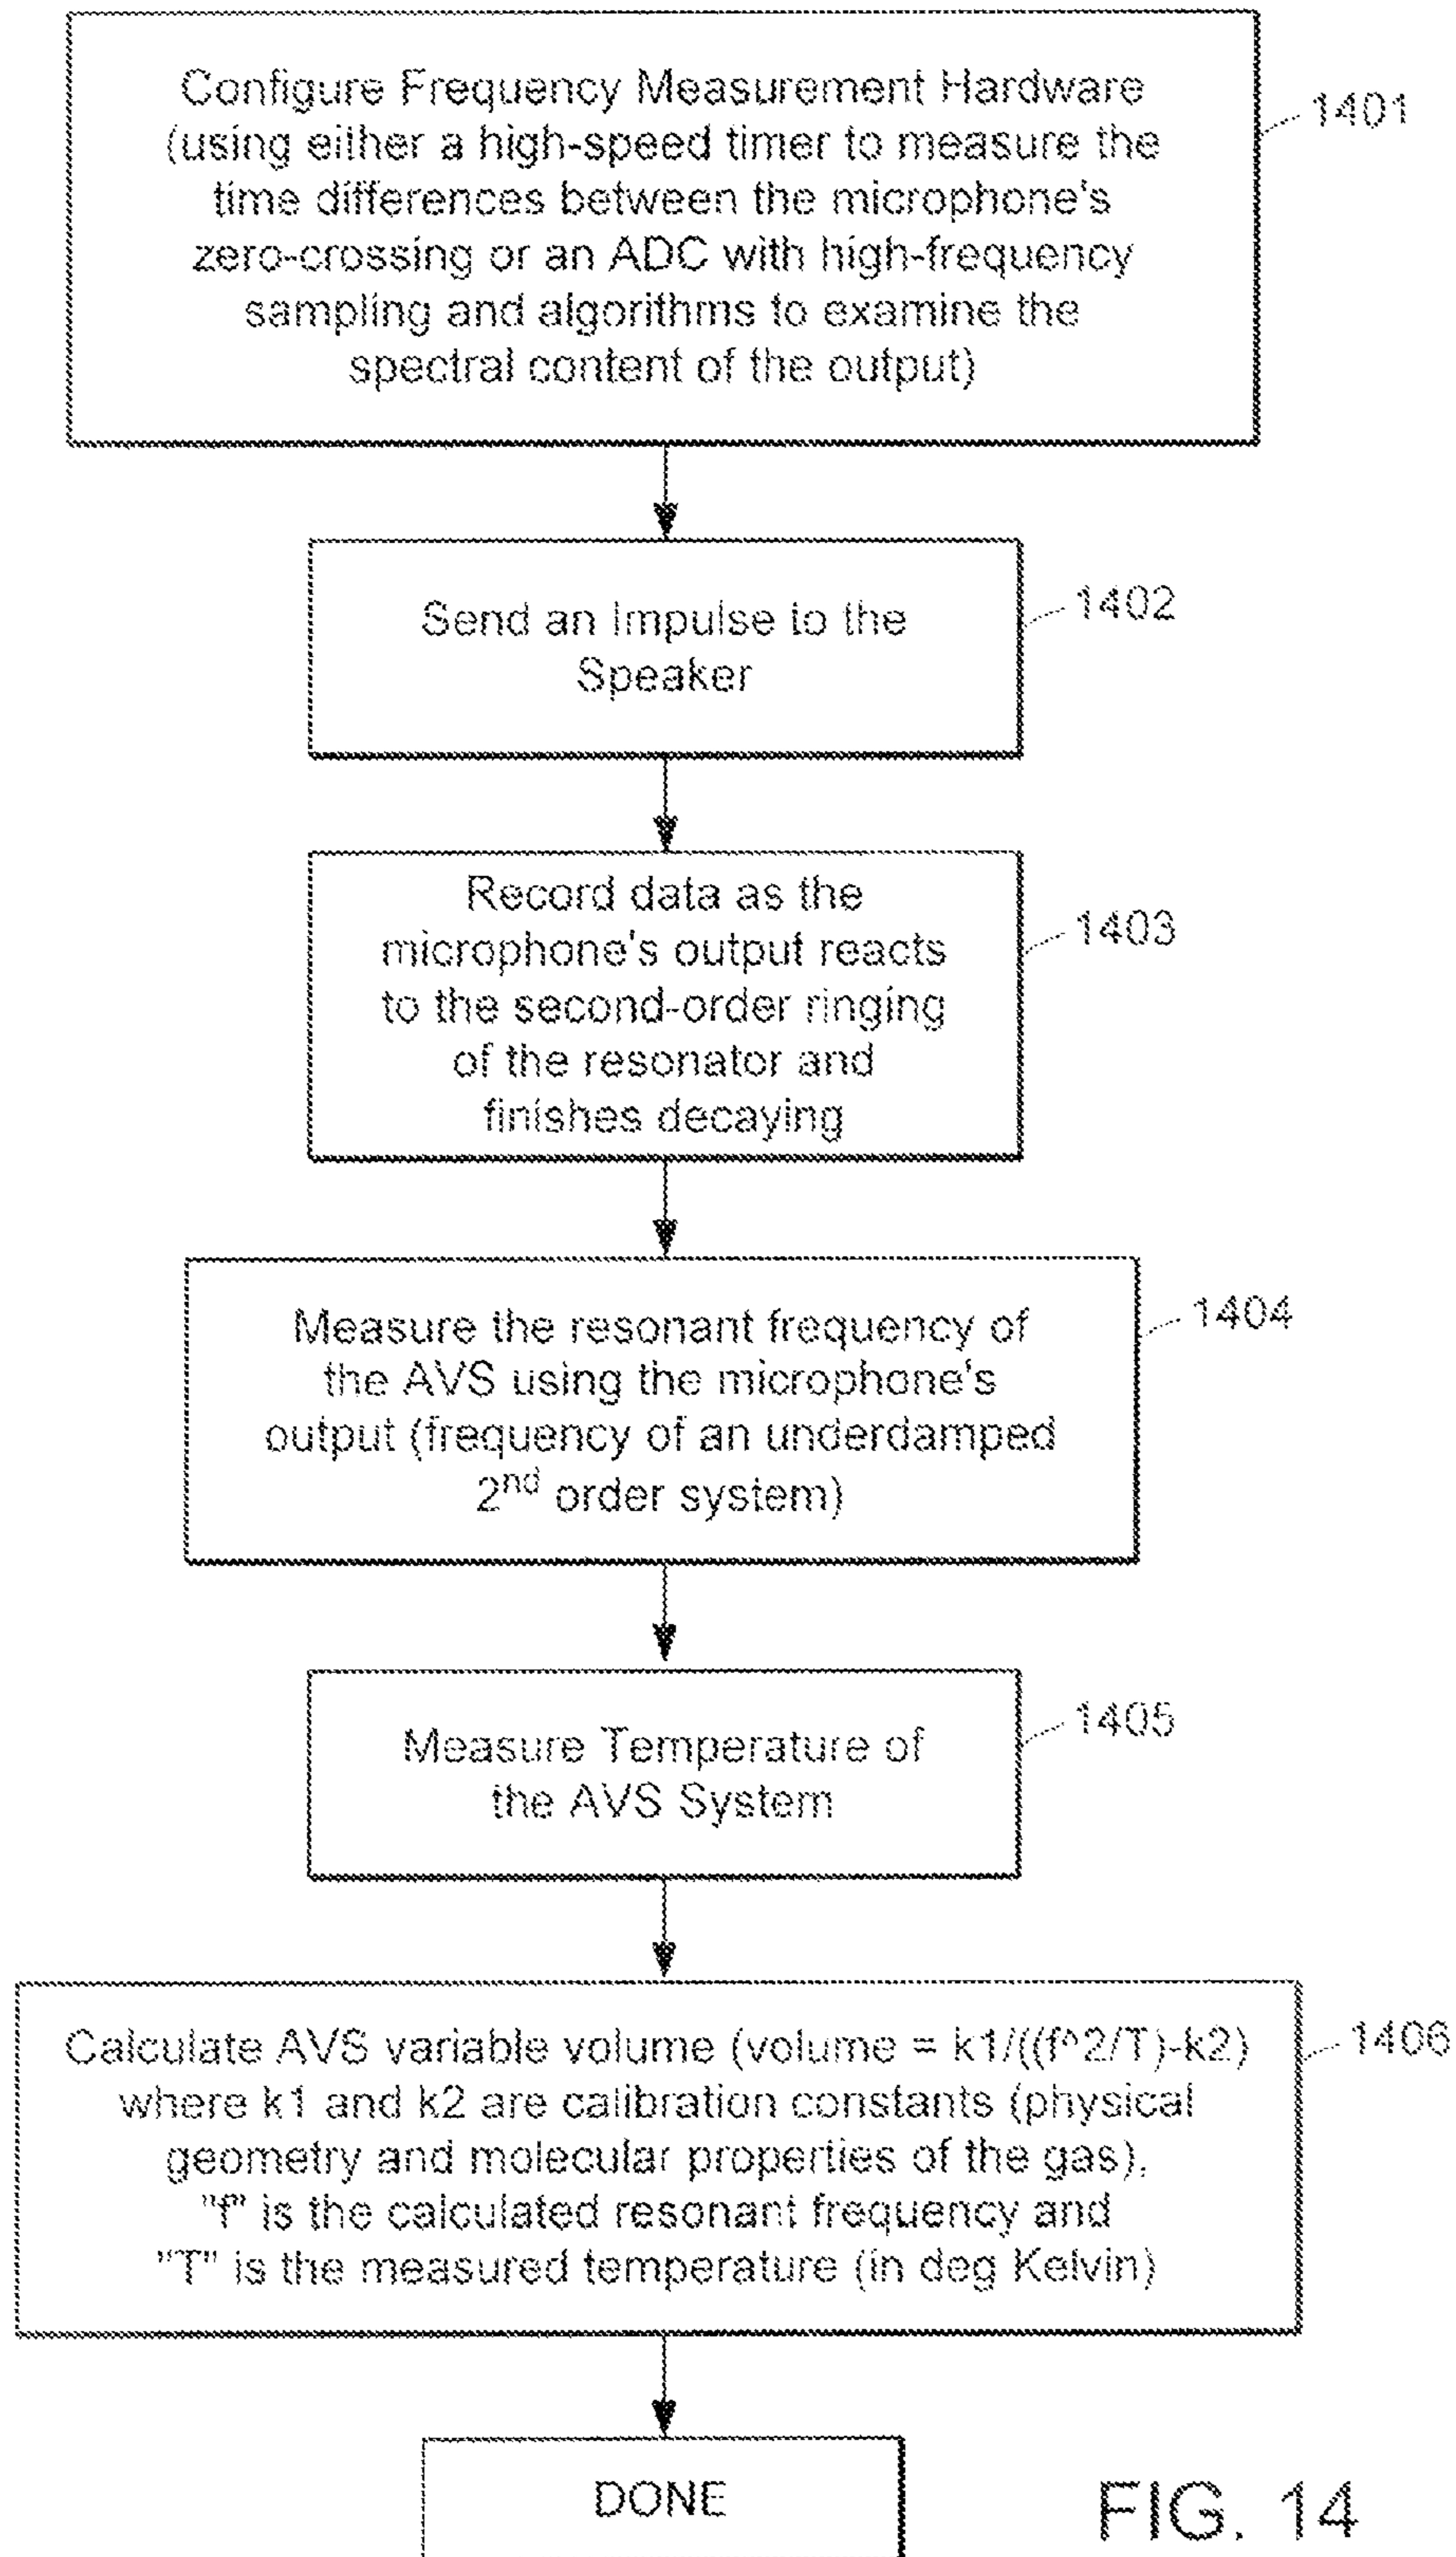 Configure Frequency Measurement Hardware
(using either a high-speed timer to measure the
time differences between the microphone's
zero-crossing or an ADC with high-frequency
sampling and algorithms to examine the
spectral content of the output)
1401
Send an Impulse to the
Speaker
1402
Record data as the
microphone's output reacts
to the second-order ringing
of the resonator and
finishes decaying
1403
Measure the resonant frequency of
the AVS using the microphone's
output (frequency of an underdamped
2nd order system)
1404
Measure Temperature of
the AVS System
1405
Calculate AVS variable volume (volume = k1/((f^2/T)-k2)
where k1 and k2 are calibration constants (physical
geometry and molecular properties of the gas),
"f" is the calculated resonant frequency and
"T" is the measured temperature (in deg Kelvin)
1406
DONE
FIG. 14